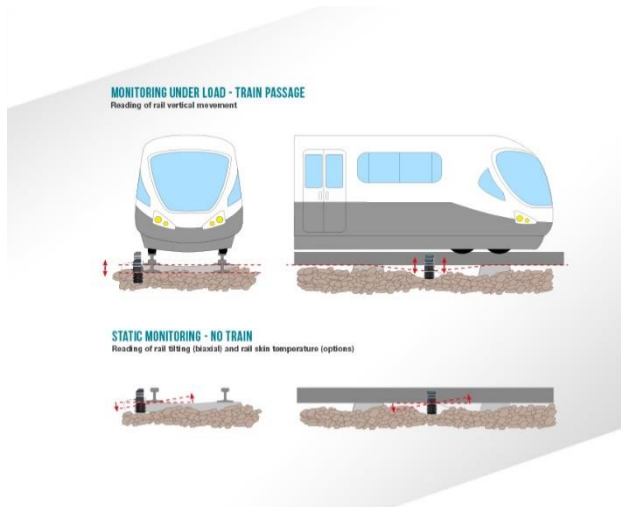 MONITORING UNDER LOAD - TRAIN PASSAGE
Reading of rail vertical movement
STATIC MONITORING - NO TRAIN
Reading of rail tilting (biaxial) and rail skin temperature (options)